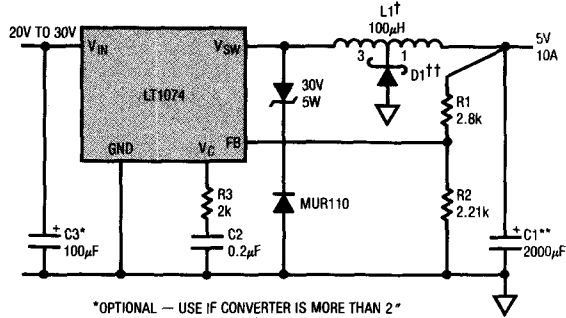 L1†
100µH
20V TO 30V
VIN
VSW
5V
10A
3
1
D1††
30V
5W
LT1074
R1
2.8k
FB
GND
VC
R3
2k
MUR110
R2
2.21k
C3*
+
100µF
C2
0.2µF
+
C1**
2000µF
*OPTIONAL — USE IF CONVERTER IS MORE THAN 2"